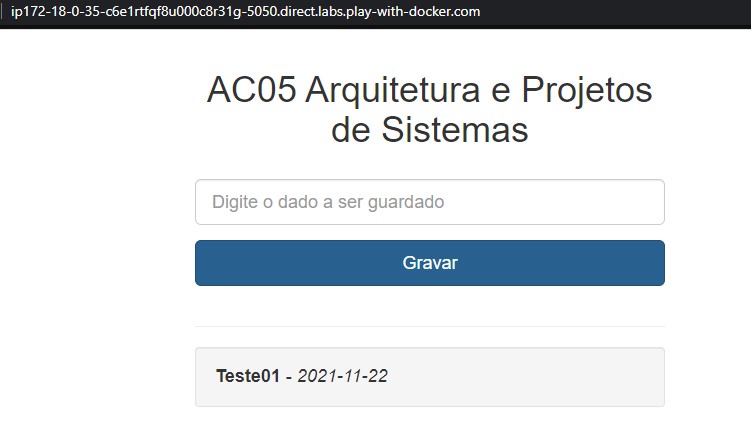 ip172-18-0-35-c6e1rtfqf8u000c8r31g-5050.direct.labs.play-with-docker.com
AC05 Arquitetura e Projetos
de Sistemas
Digite o dado a ser guardado
Gravar
Teste01 - 2021-11-22